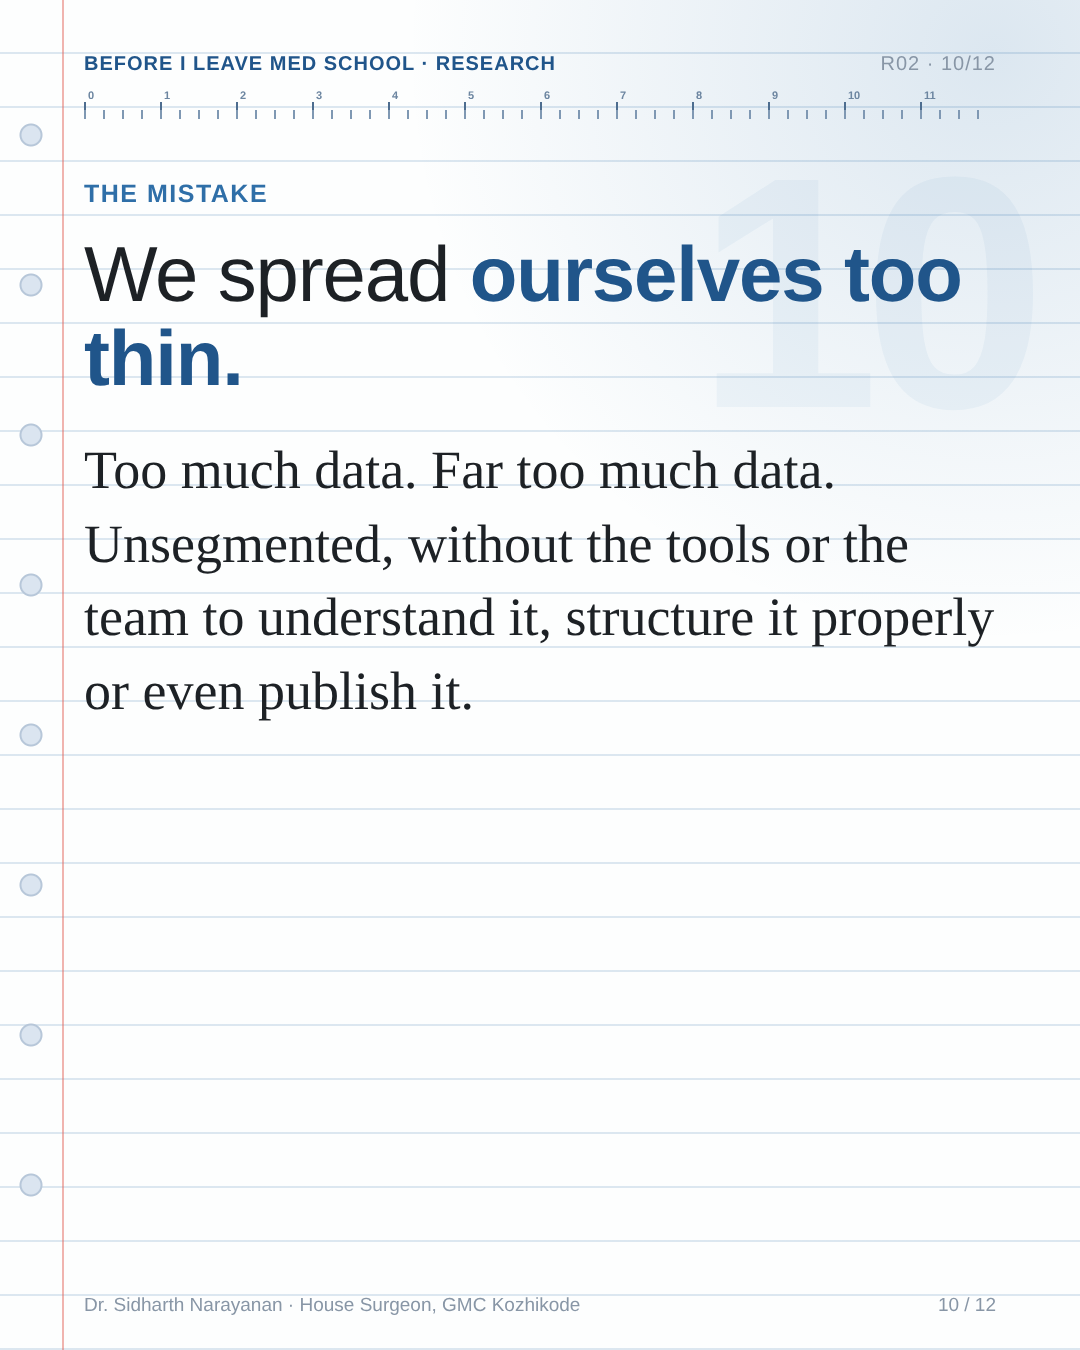 BEFORE I LEAVE MED SCHOOL · RESEARCH
R02 · 10/12
0 1 2 3 4 5 6 7 8 9 10 11
10
THE MISTAKE
We spread ourselves too
thin.
Too much data. Far too much data.
Unsegmented, without the tools or the
team to understand it, structure it properly
or even publish it.
Dr. Sidharth Narayanan · House Surgeon, GMC Kozhikode
10 / 12